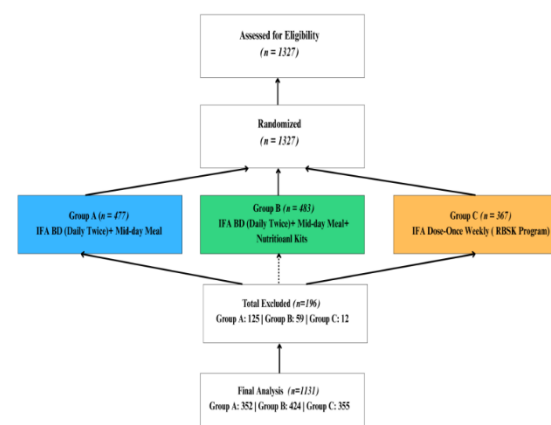 Assessed for Eligibility
(n = 1327)
Randomized
(n = 1327)
Group A (n = 477)
IFA BD (Daily Twice)+ Mid-day Meal
Group B (n = 483)
IFA BD (Daily Twice)+ Mid-day Meal+
Nutritioanl Kits
Group C (n = 367)
IFA Dose-Once Weekly ( RBSK Program)
Total Excluded (n=196)
Group A: 125 | Group B: 59 | Group C: 12
Final Analysis (n=1131)
Group A: 352 | Group B: 424 | Group C: 355